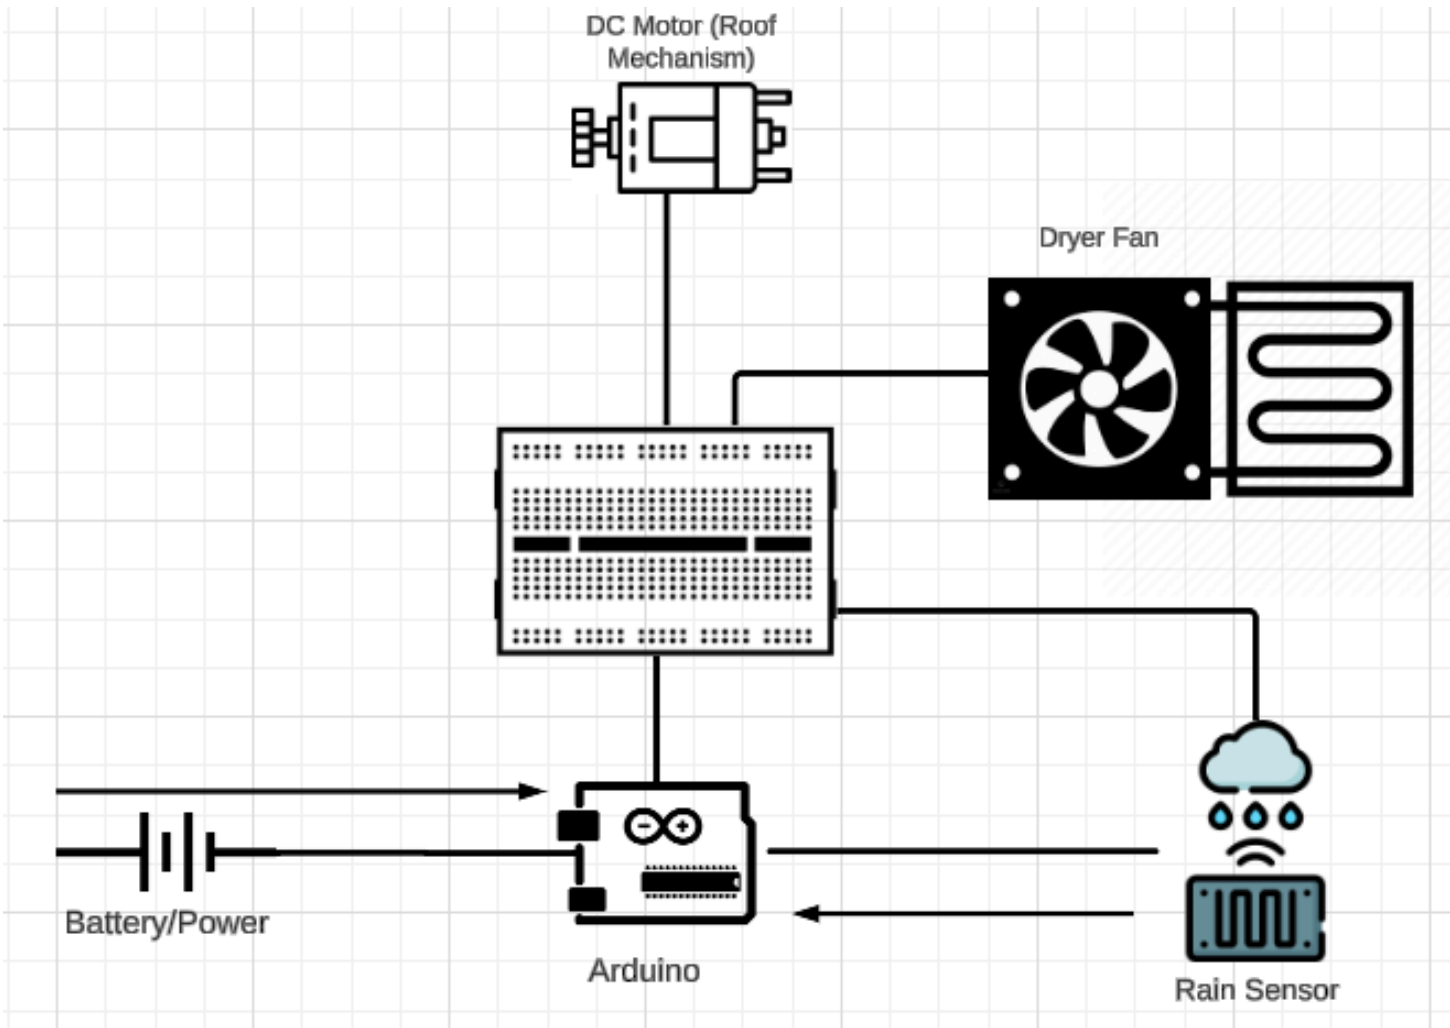 DC Motor (Roof
Mechanism)
Dryer Fan
Battery/Power
Arduino
Rain Sensor